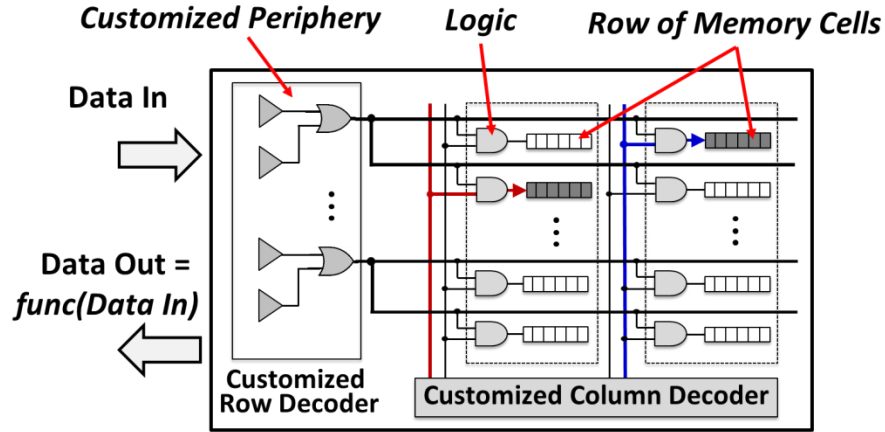 Customized Periphery
Logic
Row of Memory Cells
Data In
Data Out =
func(Data In)
Customized
Row Decoder
Customized Column Decoder